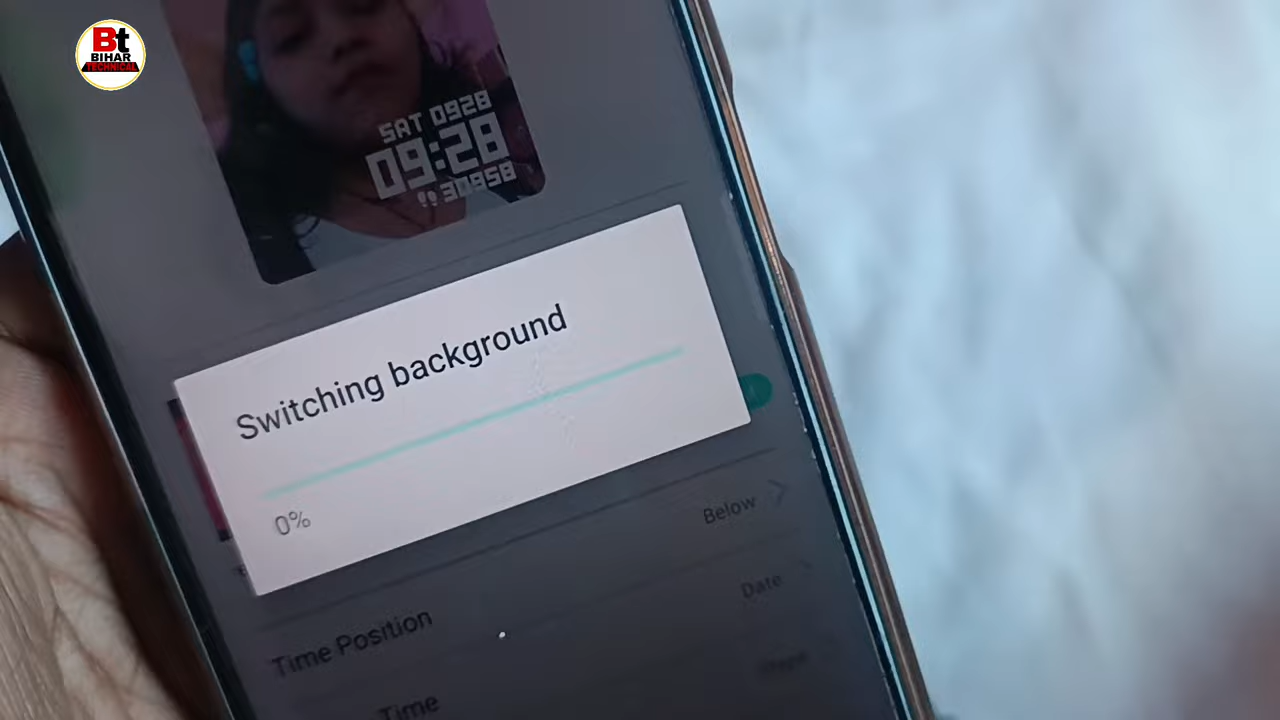 Bt
BIHAR
TECHNICAL
SAT 0928
09:28
30958
Switching background
0%
Below
Time Position
Date
Time